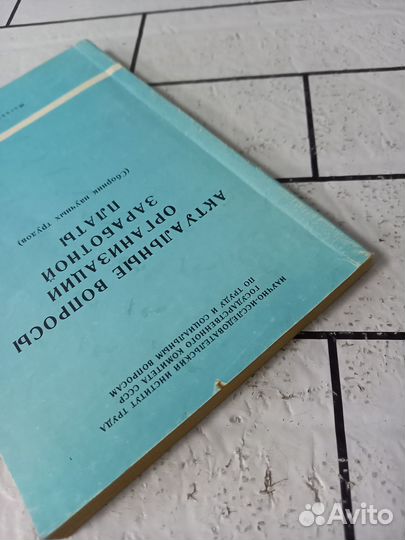 НАУЧНО-ИССЛЕДОВАТЕЛЬСКИЙ ИНСТИТУТ ТРУДА
ГОСУДАРСТВЕННОГО КОМИТЕТА СССР
ПО ТРУДУ И СОЦИАЛЬНЫМ ВОПРОСАМ
АКТУАЛЬНЫЕ ВОПРОСЫ
ОРГАНИЗАЦИИ
ЗАРАБОТНОЙ
ПЛАТЫ
(Сборник научных трудов)
Avito